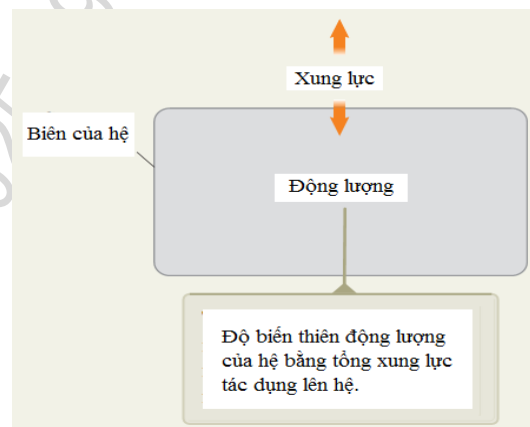 Xung lực
Biên của hệ
Động lượng
Độ biến thiên động lượng
của hệ bằng tổng xung lực
tác dụng lên hệ.